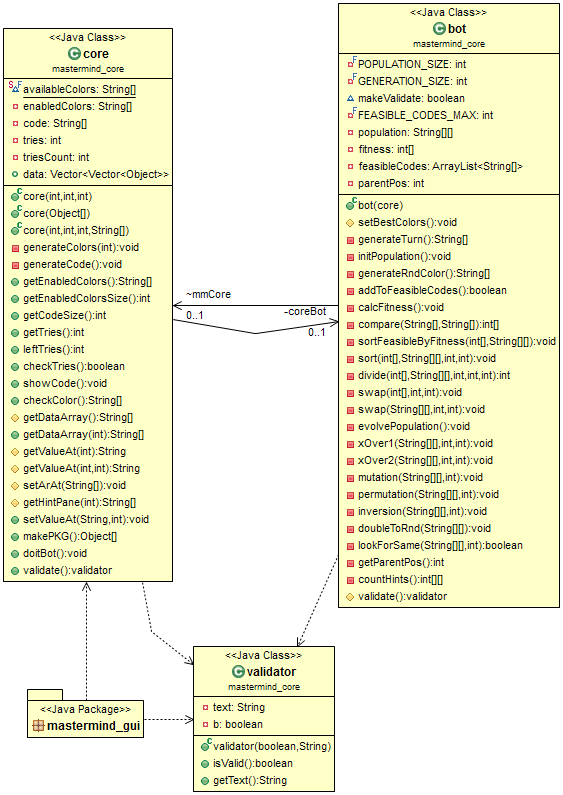 <<Java Class>>
core
mastermind_core
availableColors: String[]
enabledColors: String[]
code: String[]
tries: int
triesCount: int
data: Vector<Vector<Object>>
core(int,int,int)
core(Object[])
core(int,int,int,String[])
generateColors(int):void
generateCode():void
getEnabledColors():String[]
getEnabledColorsSize():int
getCodeSize():int
getTries():int
leftTries():int
checkTries():boolean
showCode():void
checkColor():String[]
getDataArray():String[]
getDataArray(int):String[]
getValueAt(int):String
getValueAt(int,int):String
setArAt(String[]):void
getHintPane(int):String[]
setValueAt(String,int):void
makePKG():Object[]
doitBot():void
validate():validator
<<Java Class>>
bot
mastermind_core
POPULATION_SIZE: int
GENERATION_SIZE: int
makeValidate: boolean
FEASIBLE_CODES_MAX: int
population: String[][]
fitness: int[]
feasibleCodes: ArrayList<String[]>
parentPos: int
bot(core)
setBestColors():void
generateTurn():String[]
initPopulation():void
generateRndColor():String[]
addToFeasibleCodes():boolean
calcFitness():void
compare(String[],String[]):int[]
sortFeasibleByFitness(int[],String[][]):void
sort(int[],String[][],int,int):void
divide(int[],String[][],int,int,int):int
swap(int[],int,int):void
swap(String[][],int,int):void
evolvePopulation():void
xOver1(String[][],int,int):void
xOver2(String[][],int,int):void
mutation(String[][],int):void
permutation(String[][],int):void
inversion(String[][],int):void
doubleToRnd(String[][]):void
lookForSame(String[][],int):boolean
getParentPos():int
countHints():int[][]
validate():validator
~mmCore
0..1
-coreBot
0..1
<<Java Class>>
validator
mastermind_core
text: String
b: boolean
validator(boolean,String)
isValid():boolean
getText():String
<<Java Package>>
mastermind_gui